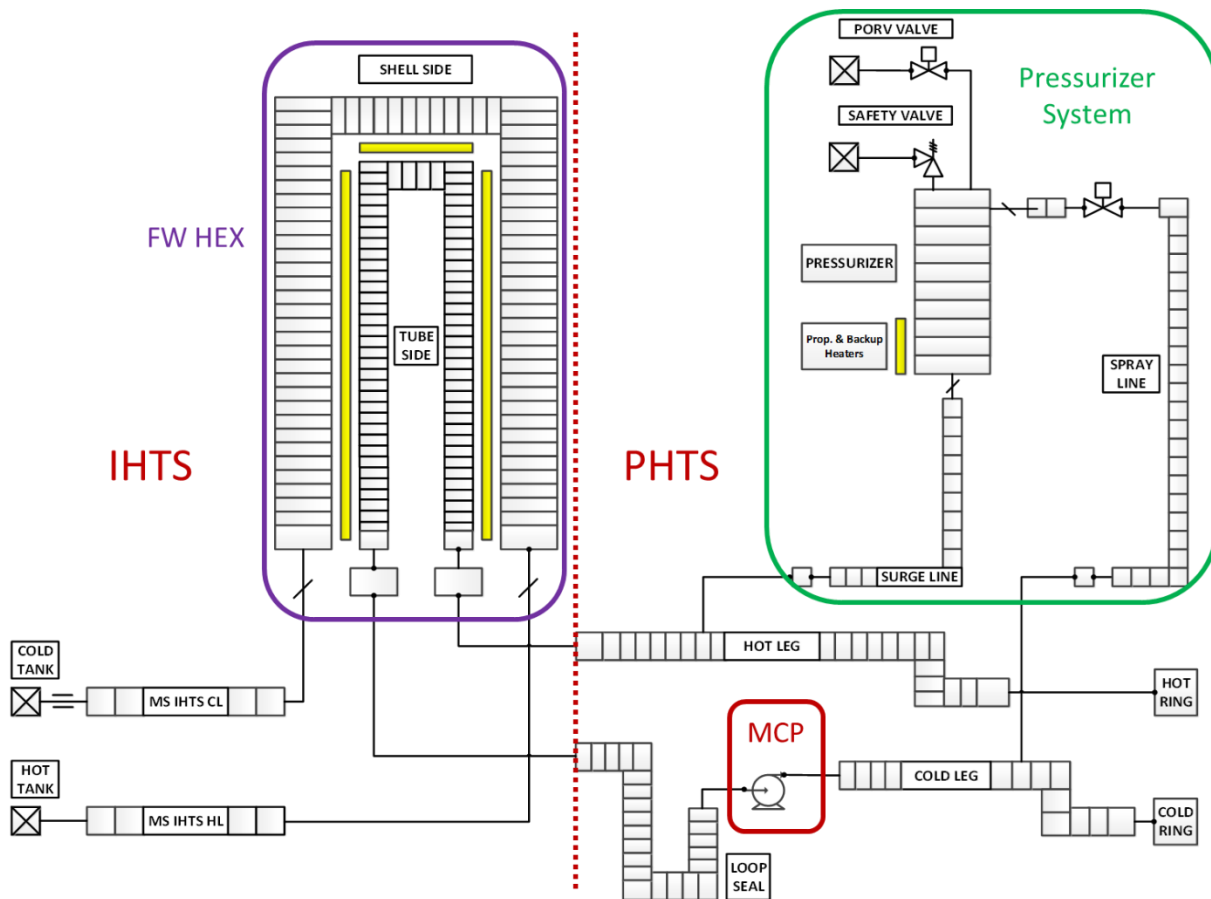 PORV VALVE
SHELL SIDE
Pressurizer
System
SAFETY VALVE
FW HEX
PRESSURIZER
TUBE
SIDE
Prop. & Backup
Heaters
SPRAY
LINE
IHTS
PHTS
SURGE LINE
COLD
TANK
HOT LEG
MS IHTS CL
HOT
RING
MCP
HOT
TANK
COLD LEG
MS IHTS HL
COLD
RING
LOOP
SEAL